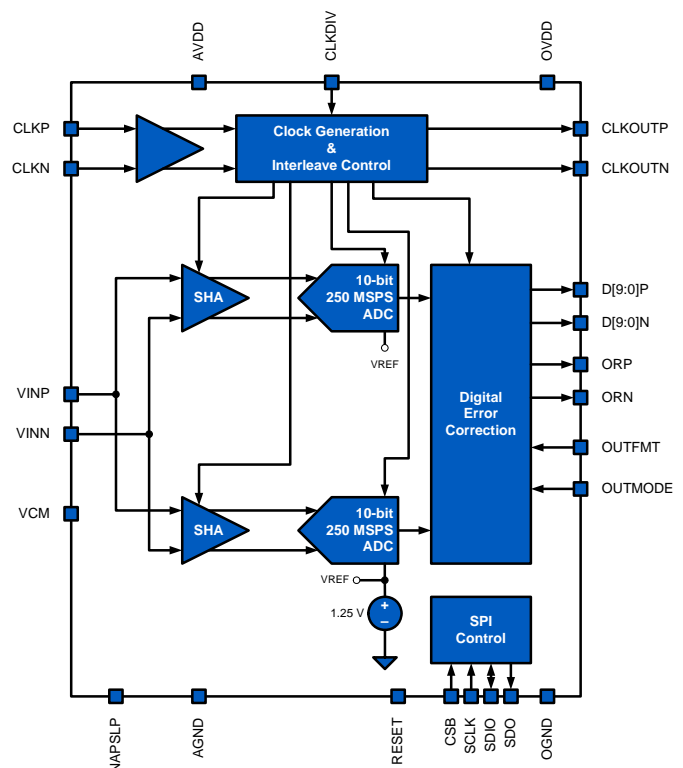 AVDD
CLKDIV
OVDD
CLKP
CLKN
Clock Generation
&
Interleave Control
CLKOUTP
CLKOUTN
SHA
10-bit
250 MSPS
ADC
VREF
D[9:0]P
D[9:0]N
ORP
ORN
OUTFMT
OUTMODE
Digital
Error
Correction
VINP
VINN
VCM
SHA
10-bit
250 MSPS
ADC
VREF
1.25 V
+
–
SPI
Control
NAPSLP
AGND
RESET
CSB
SCLK
SDIO
SDO
OGND